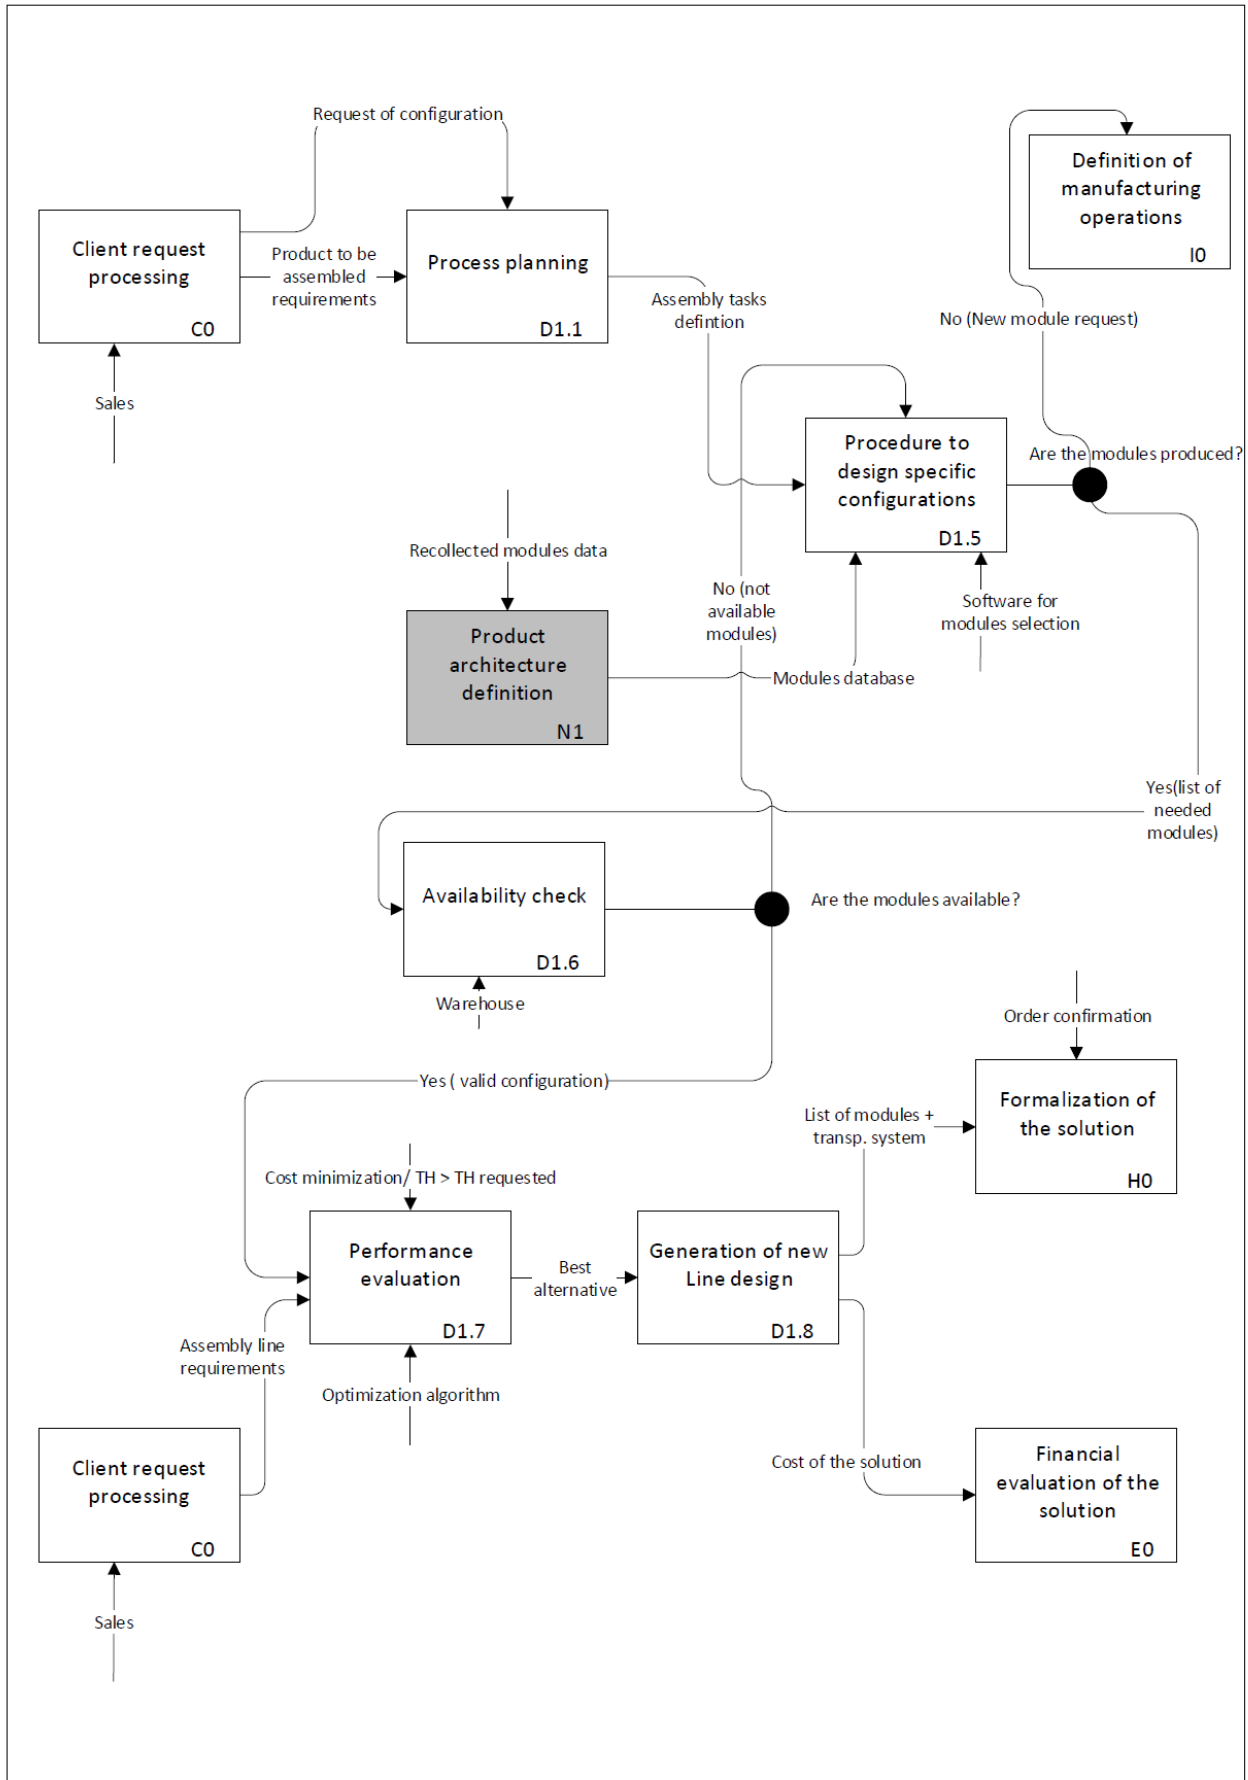 Request of configuration
Client request
processing
C0
Product to be
assembled
requirements
Process planning
D1.1
Definition of
manufacturing
operations
I0
Sales
Assembly tasks
defintion
No (New module request)
Procedure to
design specific
configurations
D1.5
Are the modules produced?
Recollected modules data
No (not
available
modules)
Software for
modules selection
Product
architecture
definition
N1
Modules database
Yes(list of
needed
modules)
Availability check
D1.6
Are the modules available?
Warehouse
Order confirmation
Yes ( valid configuration)
Formalization of
the solution
H0
List of modules +
transp. system
Cost minimization/ TH > TH requested
Performance
evaluation
D1.7
Best
alternative
Generation of new
Line design
D1.8
Assembly line
requirements
Optimization algorithm
Client request
processing
C0
Cost of the solution
Financial
evaluation of the
solution
E0
Sales